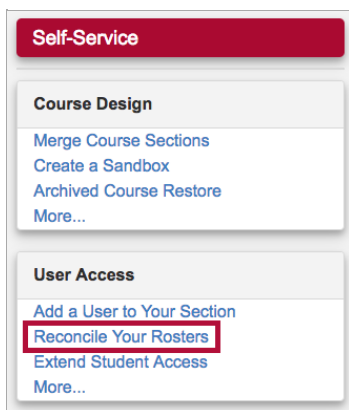 Self-Service
Course Design
Merge Course Sections
Create a Sandbox
Archived Course Restore
More...
User Access
Add a User to Your Section
Reconcile Your Rosters
Extend Student Access
More...